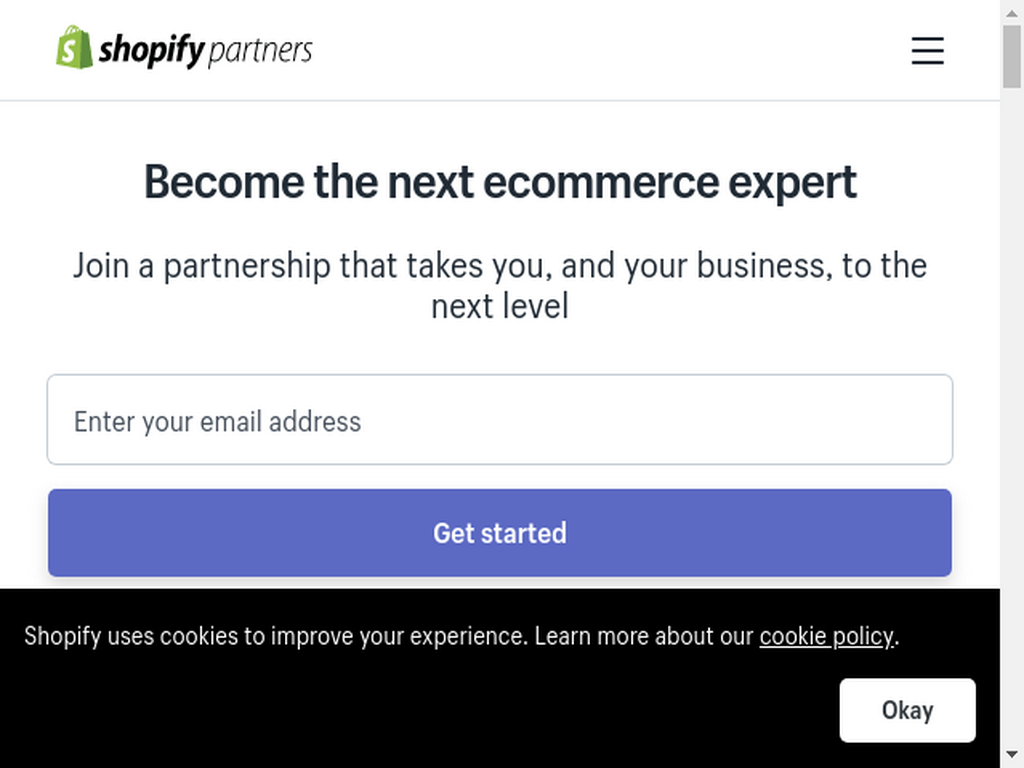 shopify partners
Become the next ecommerce expert
Join a partnership that takes you, and your business, to the
next level
Enter your email address
Get started
Shopify uses cookies to improve your experience. Learn more about our cookie policy.
Okay